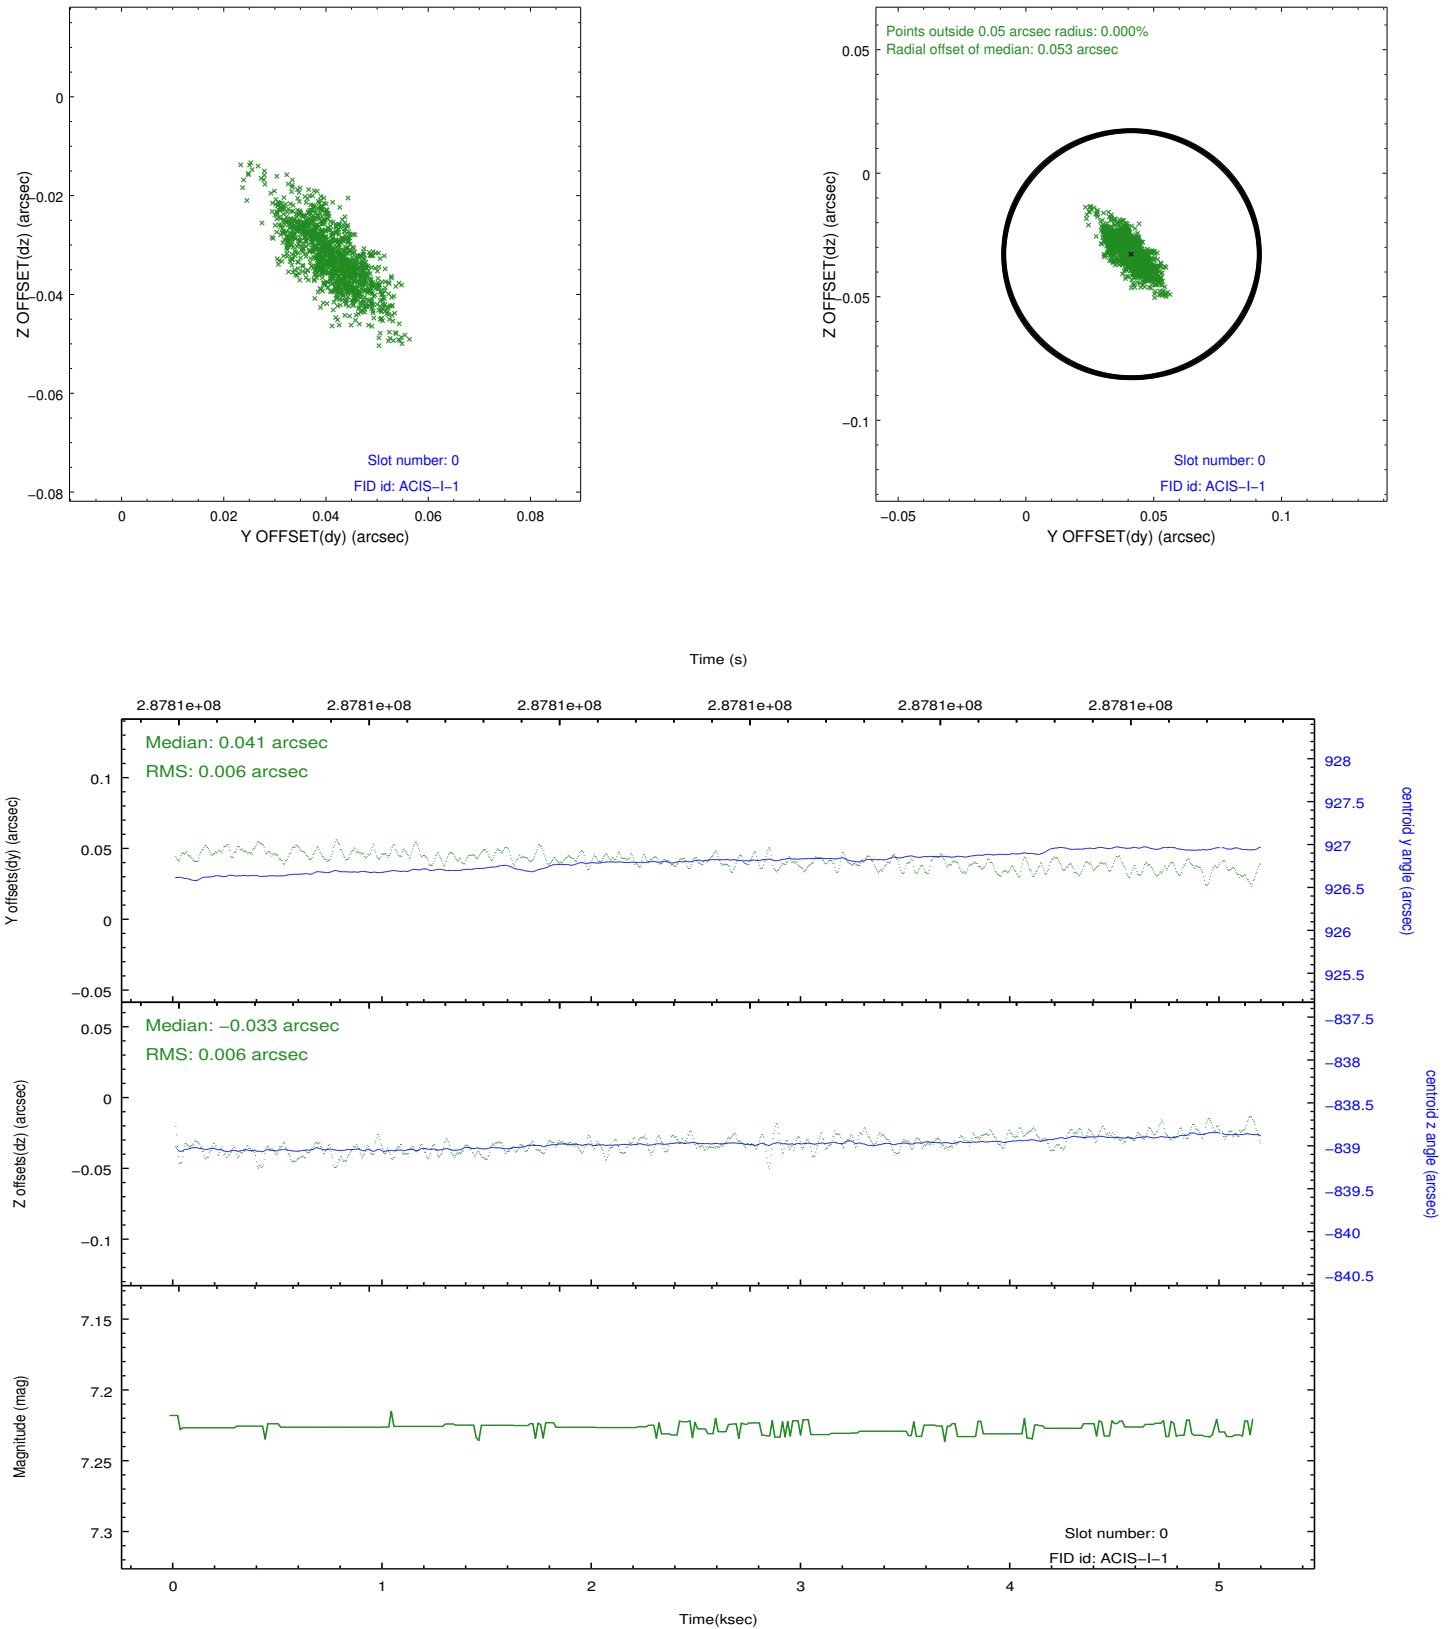 0
−0.02
−0.04
−0.06
−0.08
Z OFFSET(dz) (arcsec)
Slot number: 0
FID id: ACIS−I−1
0 0.02 0.04 0.06 0.08
Y OFFSET(dy) (arcsec)
Points outside 0.05 arcsec radius: 0.000%
Radial offset of median: 0.053 arcsec
0.05
0
−0.05
−0.1
Z OFFSET(dz) (arcsec)
Slot number: 0
FID id: ACIS−I−1
−0.05 0 0.05 0.1
Y OFFSET(dy) (arcsec)
Time (s)
2.8781e+08 2.8781e+08 2.8781e+08 2.8781e+08 2.8781e+08 2.8781e+08
Median: 0.041 arcsec
RMS: 0.006 arcsec
0.1
0.05
0
−0.05
Y offsets(dy) (arcsec)
928
927.5
927
926.5
926
925.5
centroid y angle (arcsec)
Median: −0.033 arcsec
RMS: 0.006 arcsec
0.05
0
−0.05
−0.1
Z offsets(dz) (arcsec)
−837.5
−838
−838.5
−839
−839.5
−840
−840.5
centroid z angle (arcsec)
7.15
7.2
7.25
7.3
Magnitude (mag)
Slot number: 0
FID id: ACIS−I−1
0 1 2 3 4 5
Time(ksec)